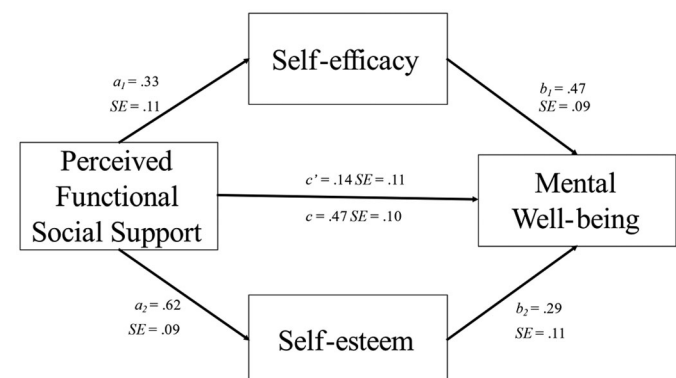 Self-efficacy
a₁ = .33
SE = .11
b₁ = .47
SE = .09
Perceived
Functional
Social Support
c' = .14 SE = .11
c = .47 SE = .10
Mental
Well-being
a₂ = .62
SE = .09
b₂ = .29
SE = .11
Self-esteem